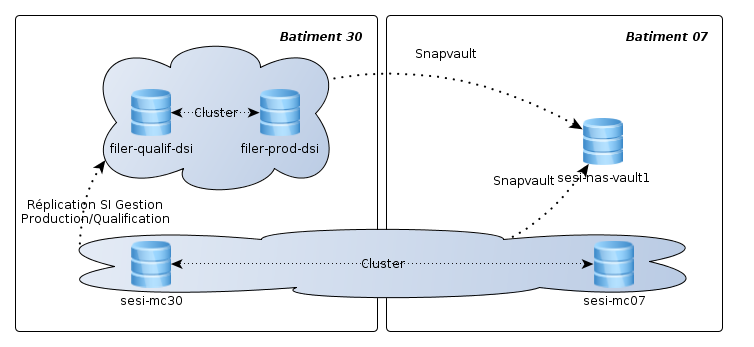 Batiment 30
Batiment 07
Snapvault
Cluster
filer-qualif-dsi
filer-prod-dsi
sesi-nas-vault1
Snapvault
Réplication SI Gestion
Production/Qualification
Cluster
sesi-mc30
sesi-mc07